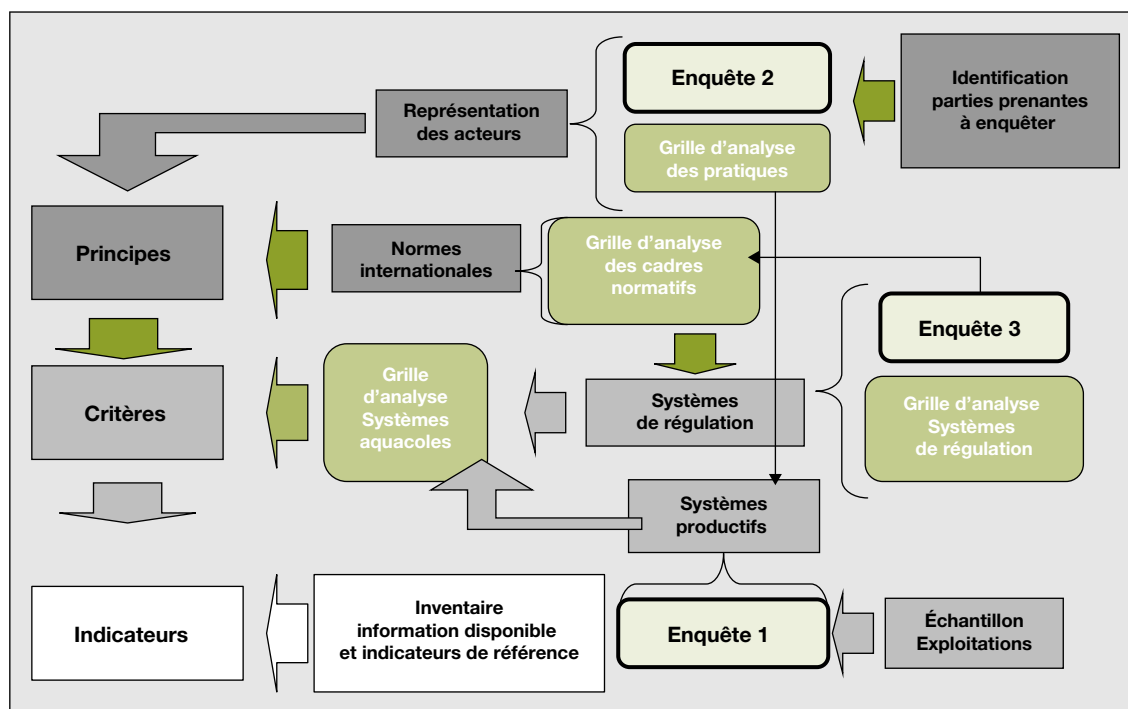 Enquête 2
Identification
parties prenantes
à enquêter
Représentation
des acteurs
Grille d'analyse
des pratiques
Principes
Normes
internationales
Grille d'analyse
des cadres
normatifs
Enquête 3
Critères
Grille
d'analyse
Systèmes
aquacoles
Systèmes
de régulation
Grille d'analyse
Systèmes
de régulation
Systèmes
productifs
Indicateurs
Inventaire
information disponible
et indicateurs de référence
Enquête 1
Échantillon
Exploitations